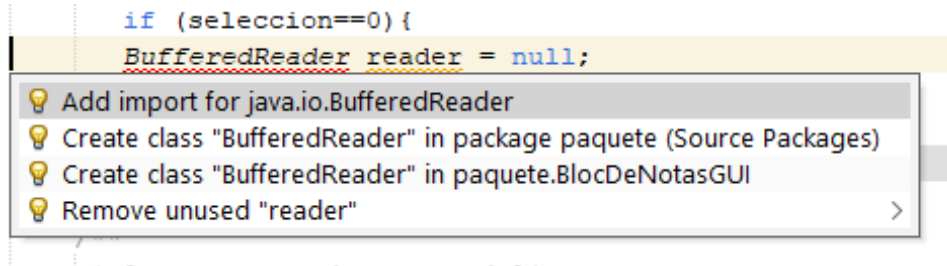 if (seleccion==0){
BufferedReader reader = null;
Add import for java.io.BufferedReader
Create class "BufferedReader" in package paquete (Source Packages)
Create class "BufferedReader" in paquete.BlocDeNotasGUI
Remove unused "reader"